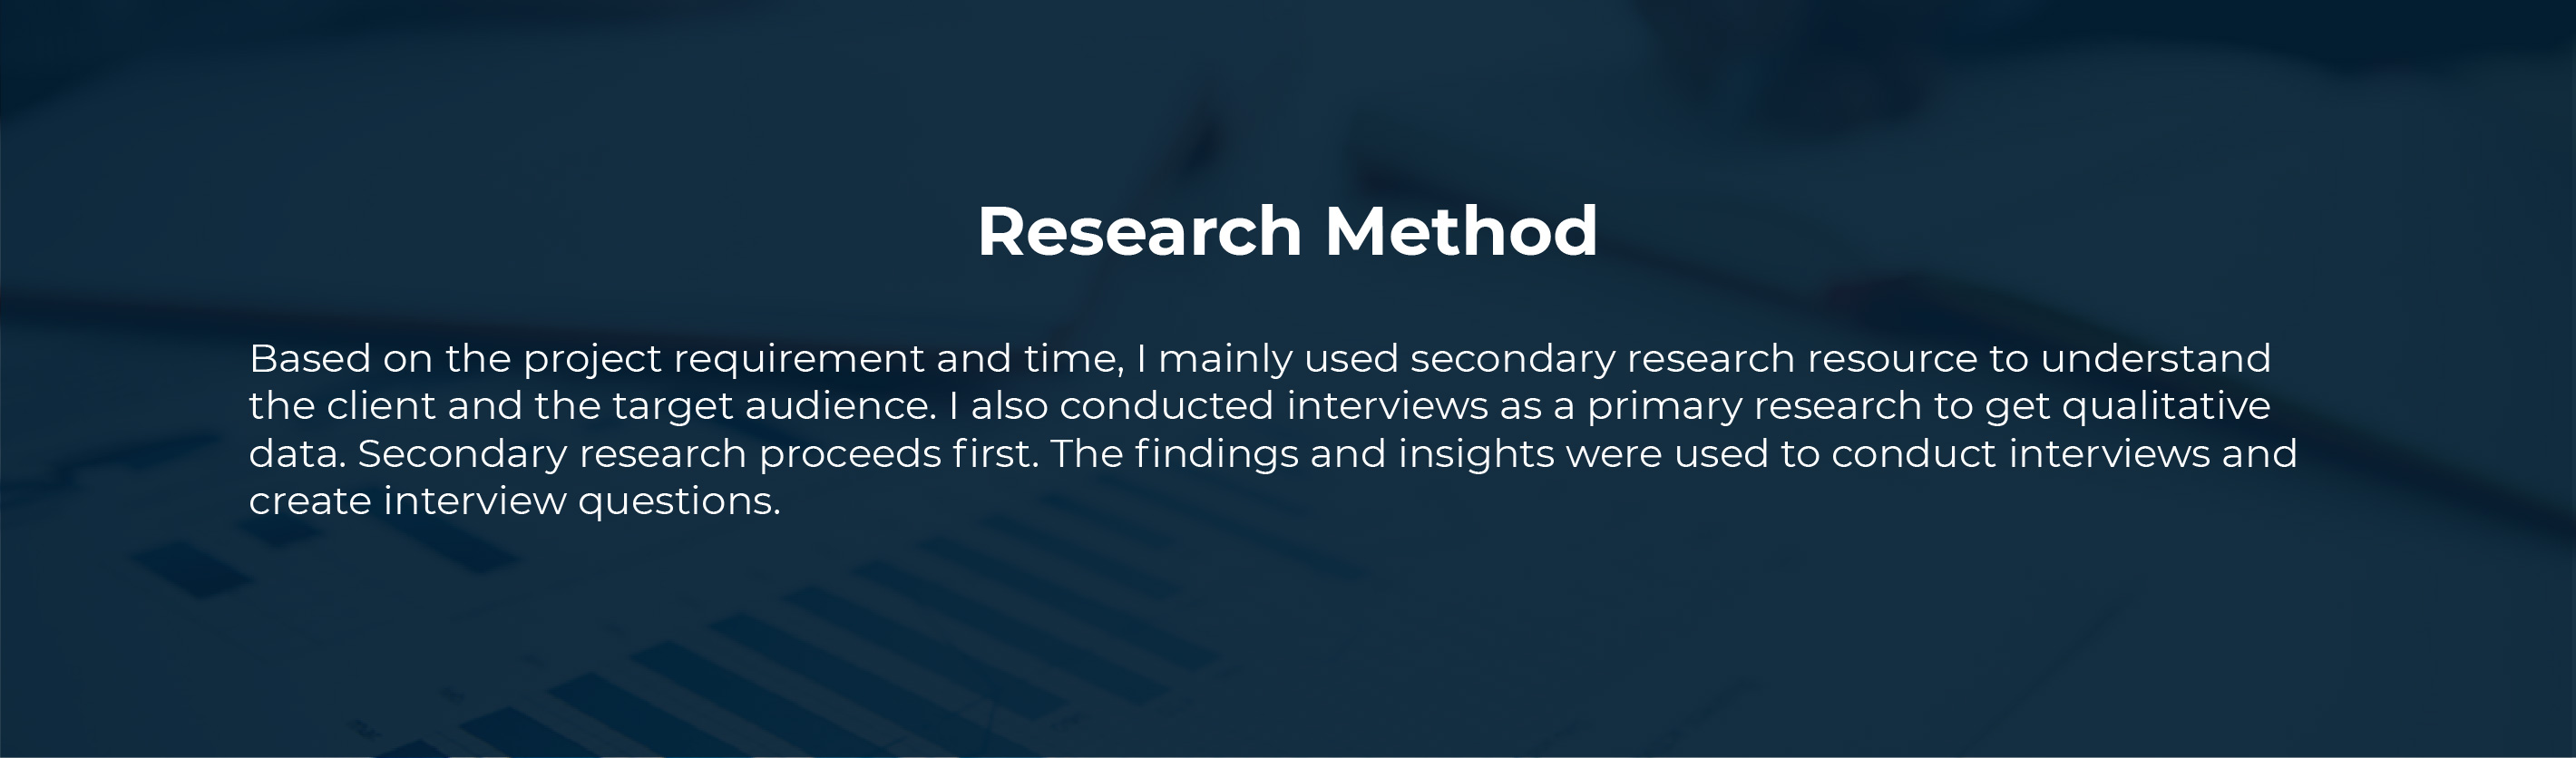 Research Method
Based on the project requirement and time, I mainly used secondary research resource to understand
the client and the target audience. I also conducted interviews as a primary research to get qualitative
data. Secondary research proceeds first. The findings and insights were used to conduct interviews and
create interview questions.